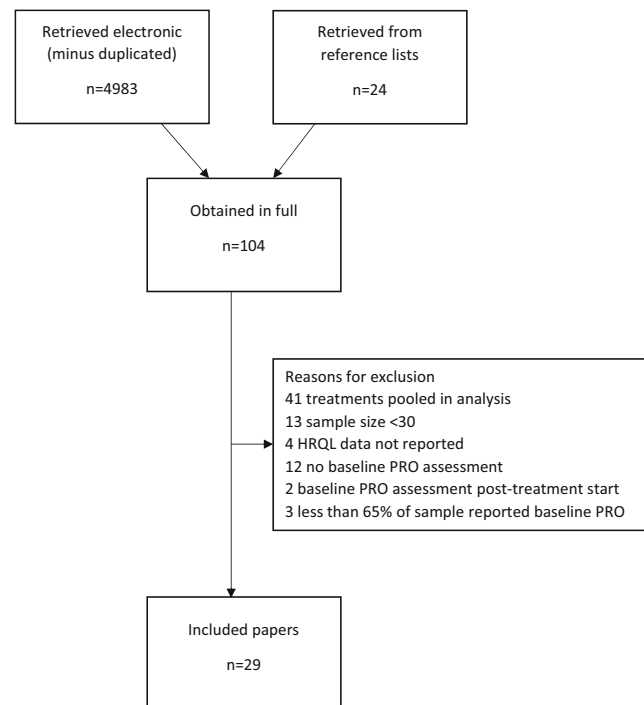 Retrieved electronic
(minus duplicated)
n=4983
Retrieved from
reference lists
n=24
Obtained in full
n=104
Reasons for exclusion
41 treatments pooled in analysis
13 sample size <30
4 HRQL data not reported
12 no baseline PRO assessment
2 baseline PRO assessment post-treatment start
3 less than 65% of sample reported baseline PRO
Included papers
n=29